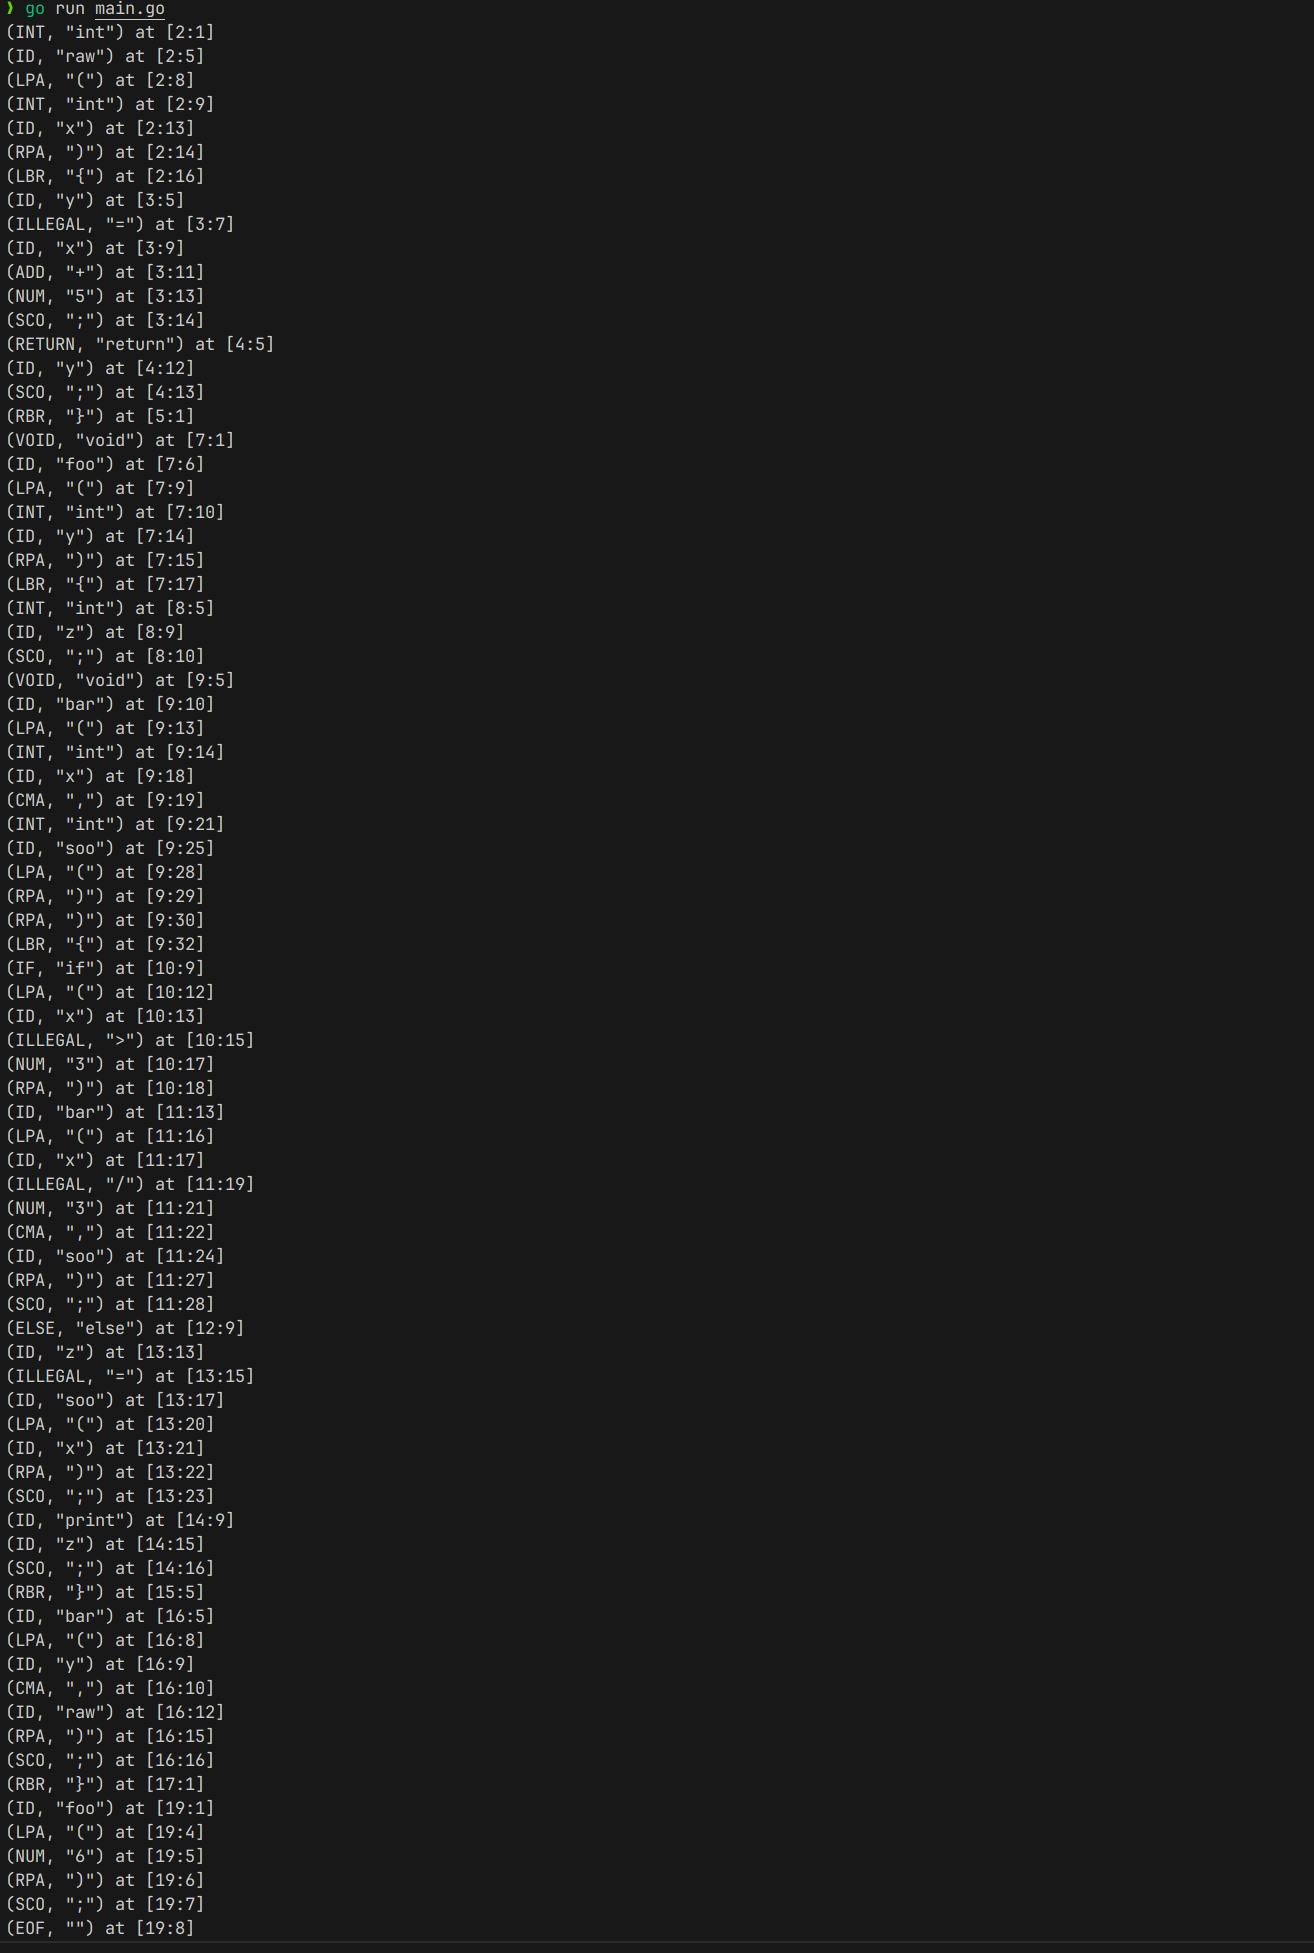 ❯ go run main.go
(INT, "int") at [2:1]
(ID, "raw") at [2:5]
(LPA, "(") at [2:8]
(INT, "int") at [2:9]
(ID, "x") at [2:13]
(RPA, ")") at [2:14]
(LBR, "{") at [2:16]
(ID, "y") at [3:5]
(ILLEGAL, "=") at [3:7]
(ID, "x") at [3:9]
(ADD, "+") at [3:11]
(NUM, "5") at [3:13]
(SCO, ";") at [3:14]
(RETURN, "return") at [4:5]
(ID, "y") at [4:12]
(SCO, ";") at [4:13]
(RBR, "}") at [5:1]
(VOID, "void") at [7:1]
(ID, "foo") at [7:6]
(LPA, "(") at [7:9]
(INT, "int") at [7:10]
(ID, "y") at [7:14]
(RPA, ")") at [7:15]
(LBR, "{") at [7:17]
(INT, "int") at [8:5]
(ID, "z") at [8:9]
(SCO, ";") at [8:10]
(VOID, "void") at [9:5]
(ID, "bar") at [9:10]
(LPA, "(") at [9:13]
(INT, "int") at [9:14]
(ID, "x") at [9:18]
(CMA, ",") at [9:19]
(INT, "int") at [9:21]
(ID, "soo") at [9:25]
(LPA, "(") at [9:28]
(RPA, ")") at [9:29]
(RPA, ")") at [9:30]
(LBR, "{") at [9:32]
(IF, "if") at [10:9]
(LPA, "(") at [10:12]
(ID, "x") at [10:13]
(ILLEGAL, ">") at [10:15]
(NUM, "3") at [10:17]
(RPA, ")") at [10:18]
(ID, "bar") at [11:13]
(LPA, "(") at [11:16]
(ID, "x") at [11:17]
(ILLEGAL, "/") at [11:19]
(NUM, "3") at [11:21]
(CMA, ",") at [11:22]
(ID, "soo") at [11:24]
(RPA, ")") at [11:27]
(SCO, ";") at [11:28]
(ELSE, "else") at [12:9]
(ID, "z") at [13:13]
(ILLEGAL, "=") at [13:15]
(ID, "soo") at [13:17]
(LPA, "(") at [13:20]
(ID, "x") at [13:21]
(RPA, ")") at [13:22]
(SCO, ";") at [13:23]
(ID, "print") at [14:9]
(ID, "z") at [14:15]
(SCO, ";") at [14:16]
(RBR, "}") at [15:5]
(ID, "bar") at [16:5]
(LPA, "(") at [16:8]
(ID, "y") at [16:9]
(CMA, ",") at [16:10]
(ID, "raw") at [16:12]
(RPA, ")") at [16:15]
(SCO, ";") at [16:16]
(RBR, "}") at [17:1]
(ID, "foo") at [19:1]
(LPA, "(") at [19:4]
(NUM, "6") at [19:5]
(RPA, ")") at [19:6]
(SCO, ";") at [19:7]
(EOF, "") at [19:8]